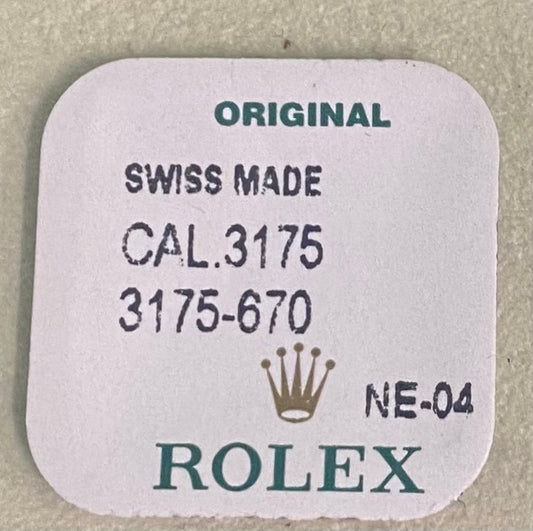 ORIGINAL
SWISS MADE
CAL.3175
3175-670
NE-04
ROLEX